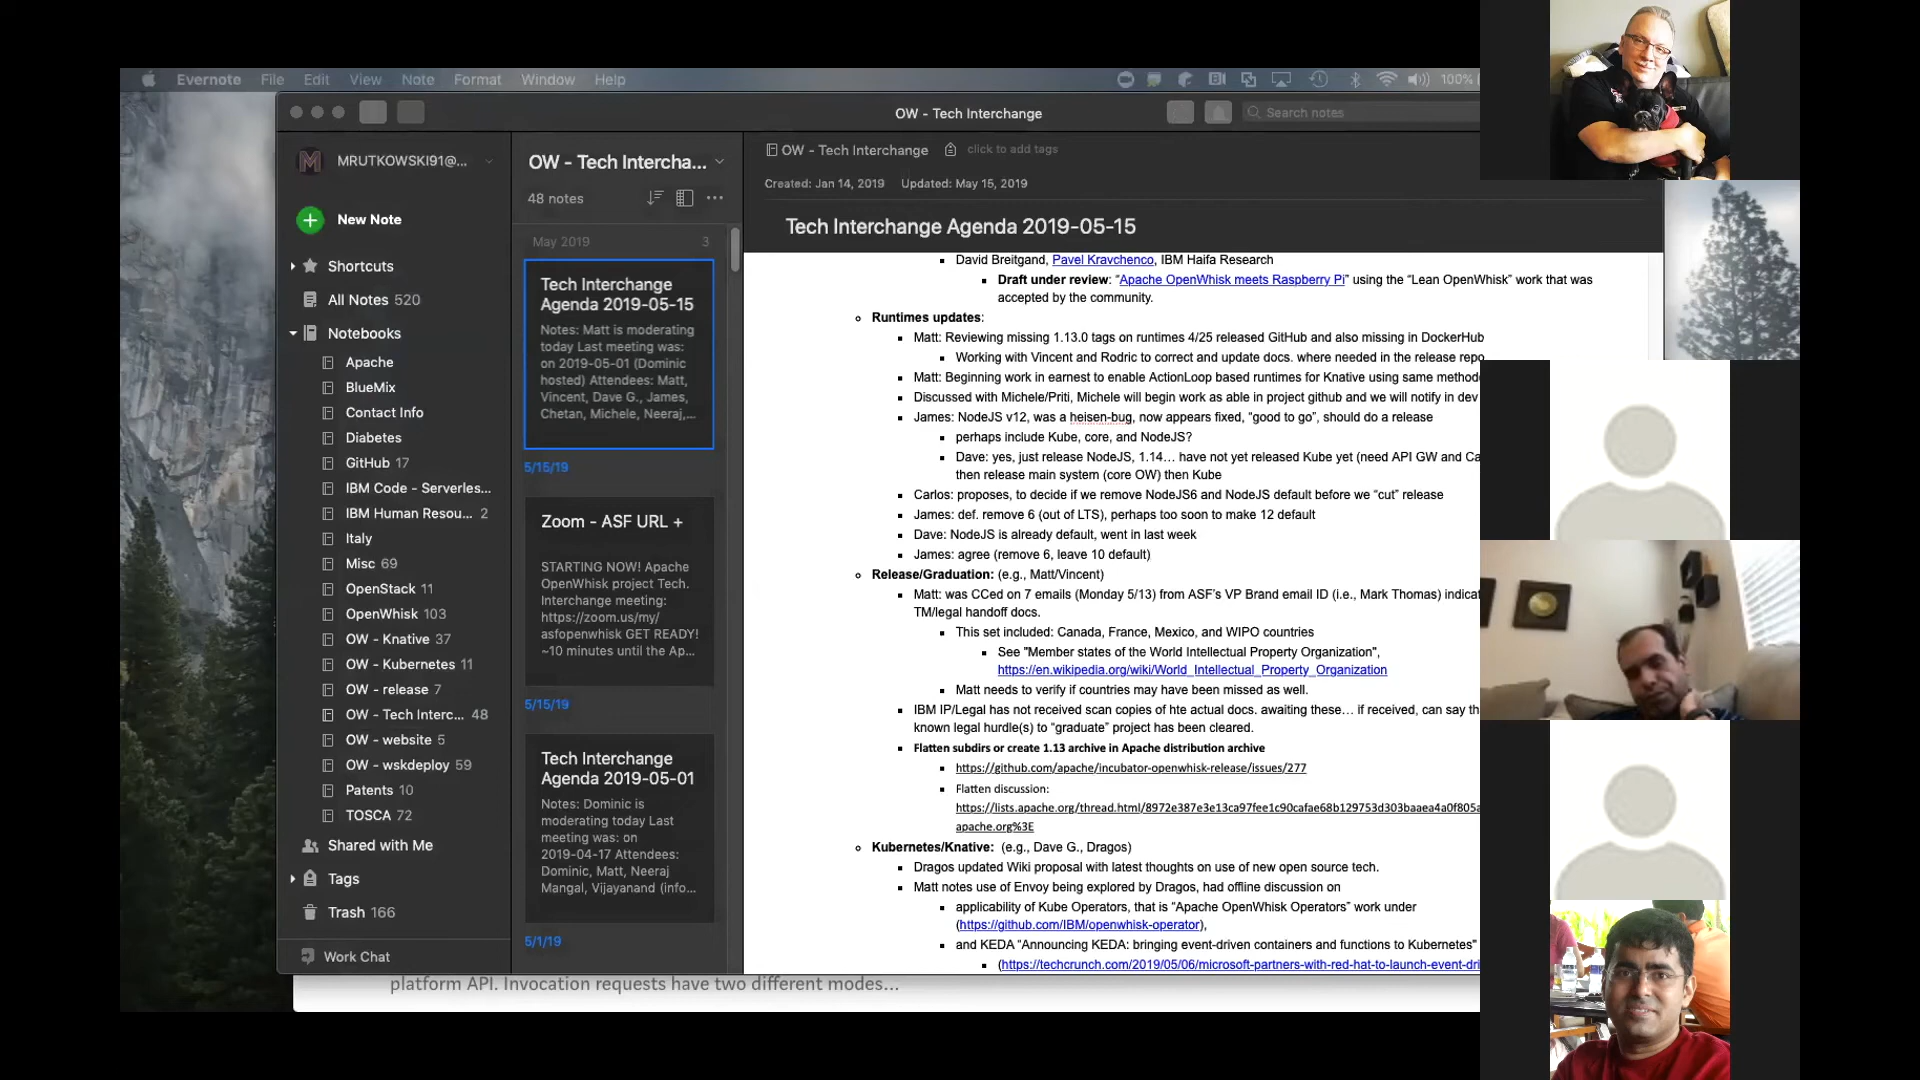 Evernote File Edit View Note Format Window Help 100%
OW - Tech Interchange
Search notes
MRUTKOWSKI91@...
New Note
Shortcuts
All Notes 520
Notebooks
Apache
BlueMix
Contact Info
Diabetes
GitHub 17
IBM Code - Serverles...
IBM Human Resou... 2
Italy
Misc 69
OpenStack 11
OpenWhisk 103
OW - Knative 37
OW - Kubernetes 11
OW - release 7
OW - Tech Interc... 48
OW - website 5
OW - wskdeploy 59
Patents 10
TOSCA 72
Shared with Me
Tags
Trash 166
Work Chat
OW - Tech Intercha...
48 notes
May 2019 3
Tech Interchange
Agenda 2019-05-15
Notes: Matt is moderating
today Last meeting was:
on 2019-05-01 (Dominic
hosted) Attendees: Matt,
Vincent, Dave G., James,
Chetan, Michele, Neeraj,...
5/15/19
Zoom - ASF URL +
STARTING NOW! Apache
OpenWhisk project Tech.
Interchange meeting:
https://zoom.us/my/
asfopenwhisk GET READY!
~10 minutes until the Ap...
5/15/19
Tech Interchange
Agenda 2019-05-01
Notes: Dominic is
moderating today Last
meeting was: on
2019-04-17 Attendees:
Dominic, Matt, Neeraj
Mangal, Vijayanand (info...
5/1/19
OW - Tech Interchange click to add tags
Created: Jan 14, 2019 Updated: May 15, 2019
Tech Interchange Agenda 2019-05-15
David Breitgand, Pavel Kravchenco, IBM Haifa Research
Draft under review: “Apache OpenWhisk meets Raspberry Pi” using the “Lean OpenWhisk” work that was
accepted by the community.
Runtimes updates:
Matt: Reviewing missing 1.13.0 tags on runtimes 4/25 released GitHub and also missing in DockerHub
Working with Vincent and Rodric to correct and update docs. where needed in the release repo
Matt: Beginning work in earnest to enable ActionLoop based runtimes for Knative using same method
Discussed with Michele/Priti, Michele will begin work as able in project github and we will notify in dev
James: NodeJS v12, was a heisen-bug, now appears fixed, “good to go”, should do a release
perhaps include Kube, core, and NodeJS?
Dave: yes, just release NodeJS, 1.14... have not yet released Kube yet (need API GW and Ca
then release main system (core OW) then Kube
Carlos: proposes, to decide if we remove NodeJS6 and NodeJS default before we “cut” release
James: def. remove 6 (out of LTS), perhaps too soon to make 12 default
Dave: NodeJS is already default, went in last week
James: agree (remove 6, leave 10 default)
Release/Graduation: (e.g., Matt/Vincent)
Matt: was CCed on 7 emails (Monday 5/13) from ASF’s VP Brand email ID (i.e., Mark Thomas) indicat
TM/legal handoff docs.
This set included: Canada, France, Mexico, and WIPO countries
See "Member states of the World Intellectual Property Organization",
https://en.wikipedia.org/wiki/World_Intellectual_Property_Organization
Matt needs to verify if countries may have been missed as well.
IBM IP/Legal has not received scan copies of hte actual docs. awaiting these... if received, can say th
known legal hurdle(s) to “graduate” project has been cleared.
Flatten subdirs or create 1.13 archive in Apache distribution archive
https://github.com/apache/incubator-openwhisk-release/issues/277
Flatten discussion:
https://lists.apache.org/thread.html/8972e387e3e13ca97fee1c90cafae68b129753d303baaea4a0f805a
apache.org%3E
Kubernetes/Knative: (e.g., Dave G., Dragos)
Dragos updated Wiki proposal with latest thoughts on use of new open source tech.
Matt notes use of Envoy being explored by Dragos, had offline discussion on
applicability of Kube Operators, that is “Apache OpenWhisk Operators” work under
(https://github.com/IBM/openwhisk-operator),
and KEDA “Announcing KEDA: bringing event-driven containers and functions to Kubernetes"
(https://techcrunch.com/2019/05/06/microsoft-partners-with-red-hat-to-launch-event-dri
platform API. Invocation requests have two different modes...